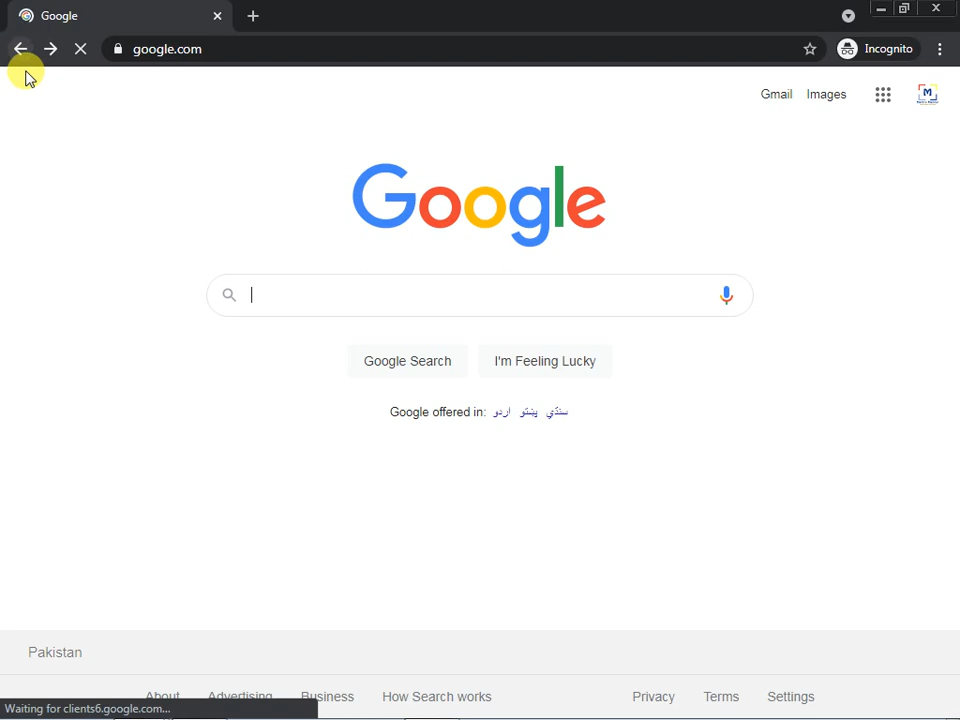 Google
google.com
Incognito
Gmail Images
M
Google
Google Search I'm Feeling Lucky
Google offered in: اردو پښتو سنڌي
Pakistan
About Advertising Business How Search works Privacy Terms Settings
Waiting for clients6.google.com...